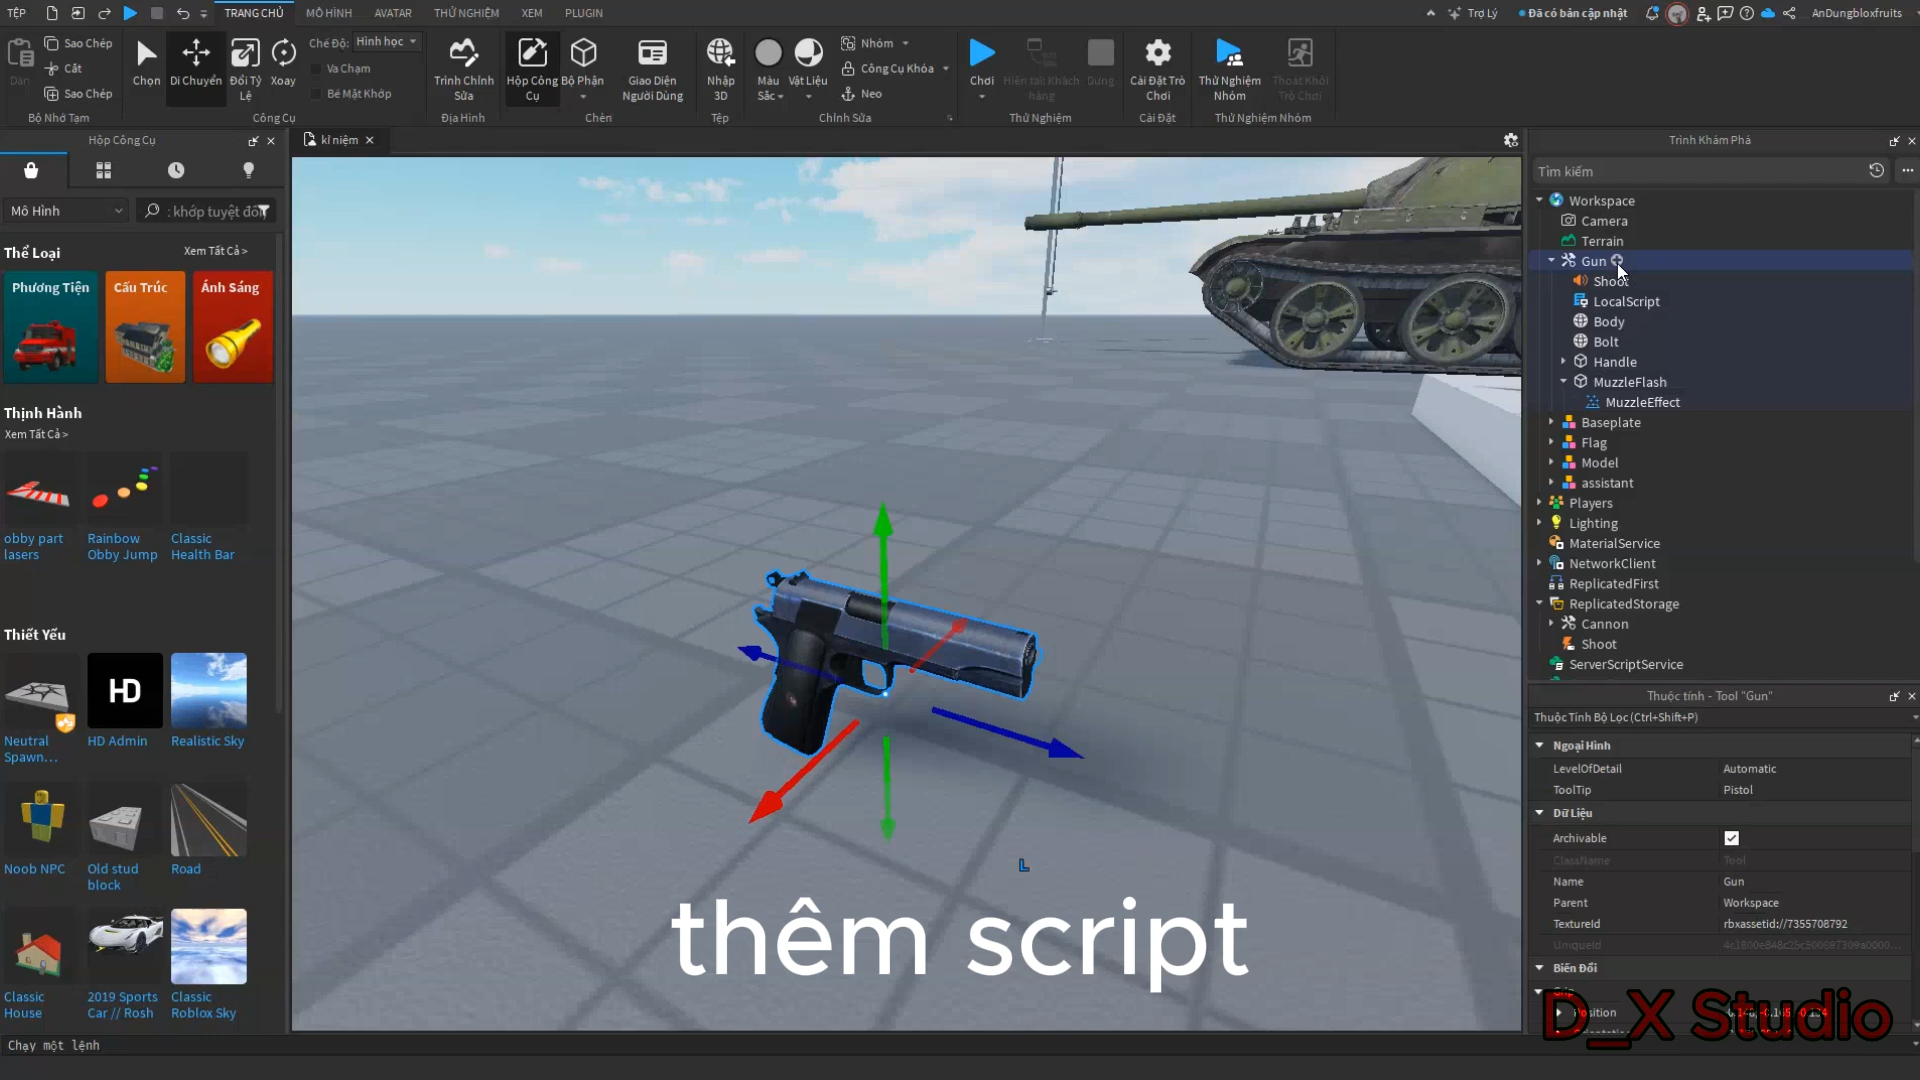 TỆP
TRANG CHỦ
MÔ HÌNH
AVATAR
THỬ NGHIỆM
XEM
PLUGIN
Trợ Lý
Đã có bản cập nhật
AnDungbloxfruits
Dán
Sao Chép
Cắt
Sao Chép
Bộ Nhớ Tạm
Chọn
Di Chuyển
Đổi Tỷ
Lệ
Xoay
Chế Độ:
Hình học
Va Chạm
Bề Mặt Khớp
Công Cụ
Trình Chỉnh
Sửa
Địa Hình
Hộp Công
Cụ
Bộ Phận
Giao Diện
Người Dùng
Chèn
Nhập
3D
Tệp
Màu
Sắc
Vật Liệu
Nhóm
Công Cụ Khóa
Neo
Chỉnh Sửa
Chơi
Hiện tại: Khách
hàng
Dừng
Thử Nghiệm
Cài Đặt Trò
Chơi
Cài Đặt
Thử Nghiệm
Nhóm
Thoát Khỏi
Trò Chơi
Thử Nghiệm Nhóm
Hộp Công Cụ
Mô Hình
: khớp tuyệt đối
Thể Loại
Xem Tất Cả >
Phương Tiện
Cấu Trúc
Ánh Sáng
Thịnh Hành
Xem Tất Cả >
obby part
lasers
Rainbow
Obby Jump
Classic
Health Bar
Thiết Yếu
HD
Neutral
Spawn…
HD Admin
Realistic Sky
Noob NPC
Old stud
block
Road
Classic
House
2019 Sports
Car // Rosh
Classic
Roblox Sky
Chạy một lệnh
kỉ niệm
L
thêm script
Trình Khám Phá
Tìm kiếm
Workspace
Camera
Terrain
Gun
Shoot
LocalScript
Body
Bolt
Handle
MuzzleFlash
MuzzleEffect
Baseplate
Flag
Model
assistant
Players
Lighting
MaterialService
NetworkClient
ReplicatedFirst
ReplicatedStorage
Cannon
Shoot
ServerScriptService
Thuộc tính - Tool "Gun"
Thuộc Tính Bộ Lọc (Ctrl+Shift+P)
Ngoại Hình
LevelOfDetail
Automatic
ToolTip
Pistol
Dữ Liệu
Archivable
ClassName
Tool
Name
Gun
Parent
Workspace
TextureId
rbxassetid://7355708792
UniqueId
Biến Đổi
Grip
Position
D_X Studio